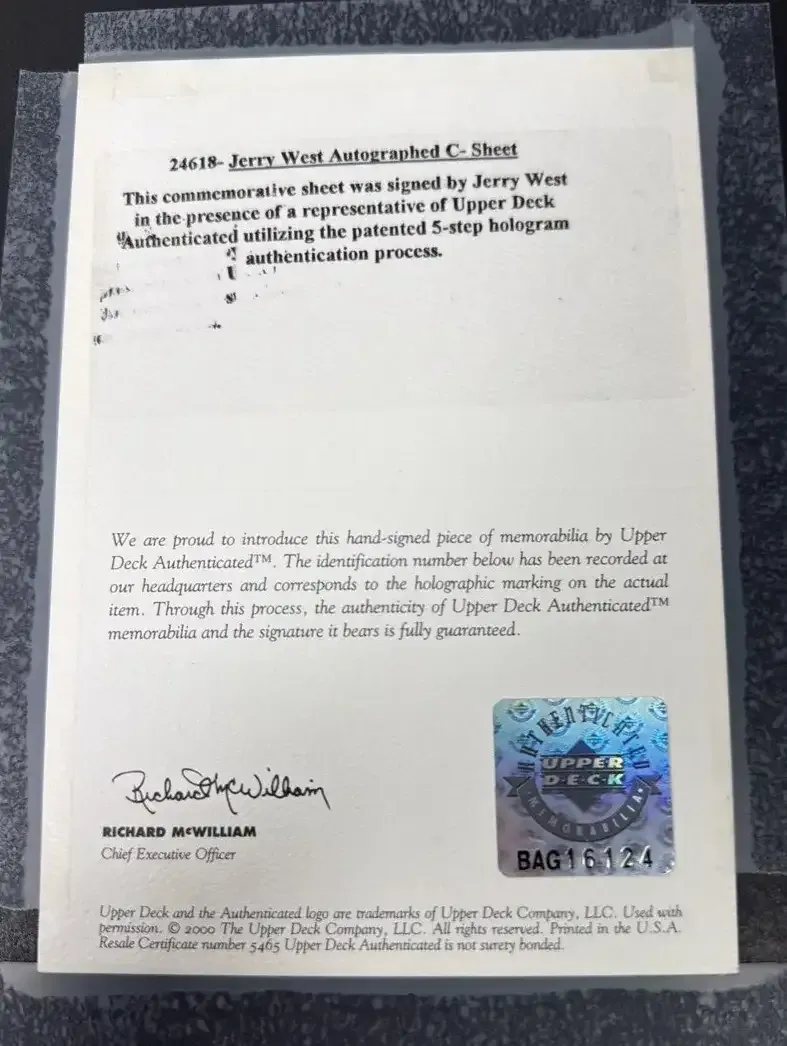 24618- Jerry West Autographed C- Sheet
This commemorative sheet was signed by Jerry West
in the presence of a representative of Upper Deck
Authenticated utilizing the patented 5-step hologram
authentication process.
We are proud to introduce this hand-signed piece of memorabilia by Upper
Deck Authenticated™. The identification number below has been recorded at
our headquarters and corresponds to the holographic marking on the actual
item. Through this process, the authenticity of Upper Deck Authenticated™
memorabilia and the signature it bears is fully guaranteed.
Richard McWilliam
RICHARD McWILLIAM
Chief Executive Officer
AUTHENTICATED
UPPER
D·E·C·K
MEMORABILIA
BAG16124
Upper Deck and the Authenticated logo are trademarks of Upper Deck Company, LLC. Used with
permission. © 2000 The Upper Deck Company, LLC. All rights reserved. Printed in the U.S.A.
Resale Certificate number 5465 Upper Deck Authenticated is not surety bonded.